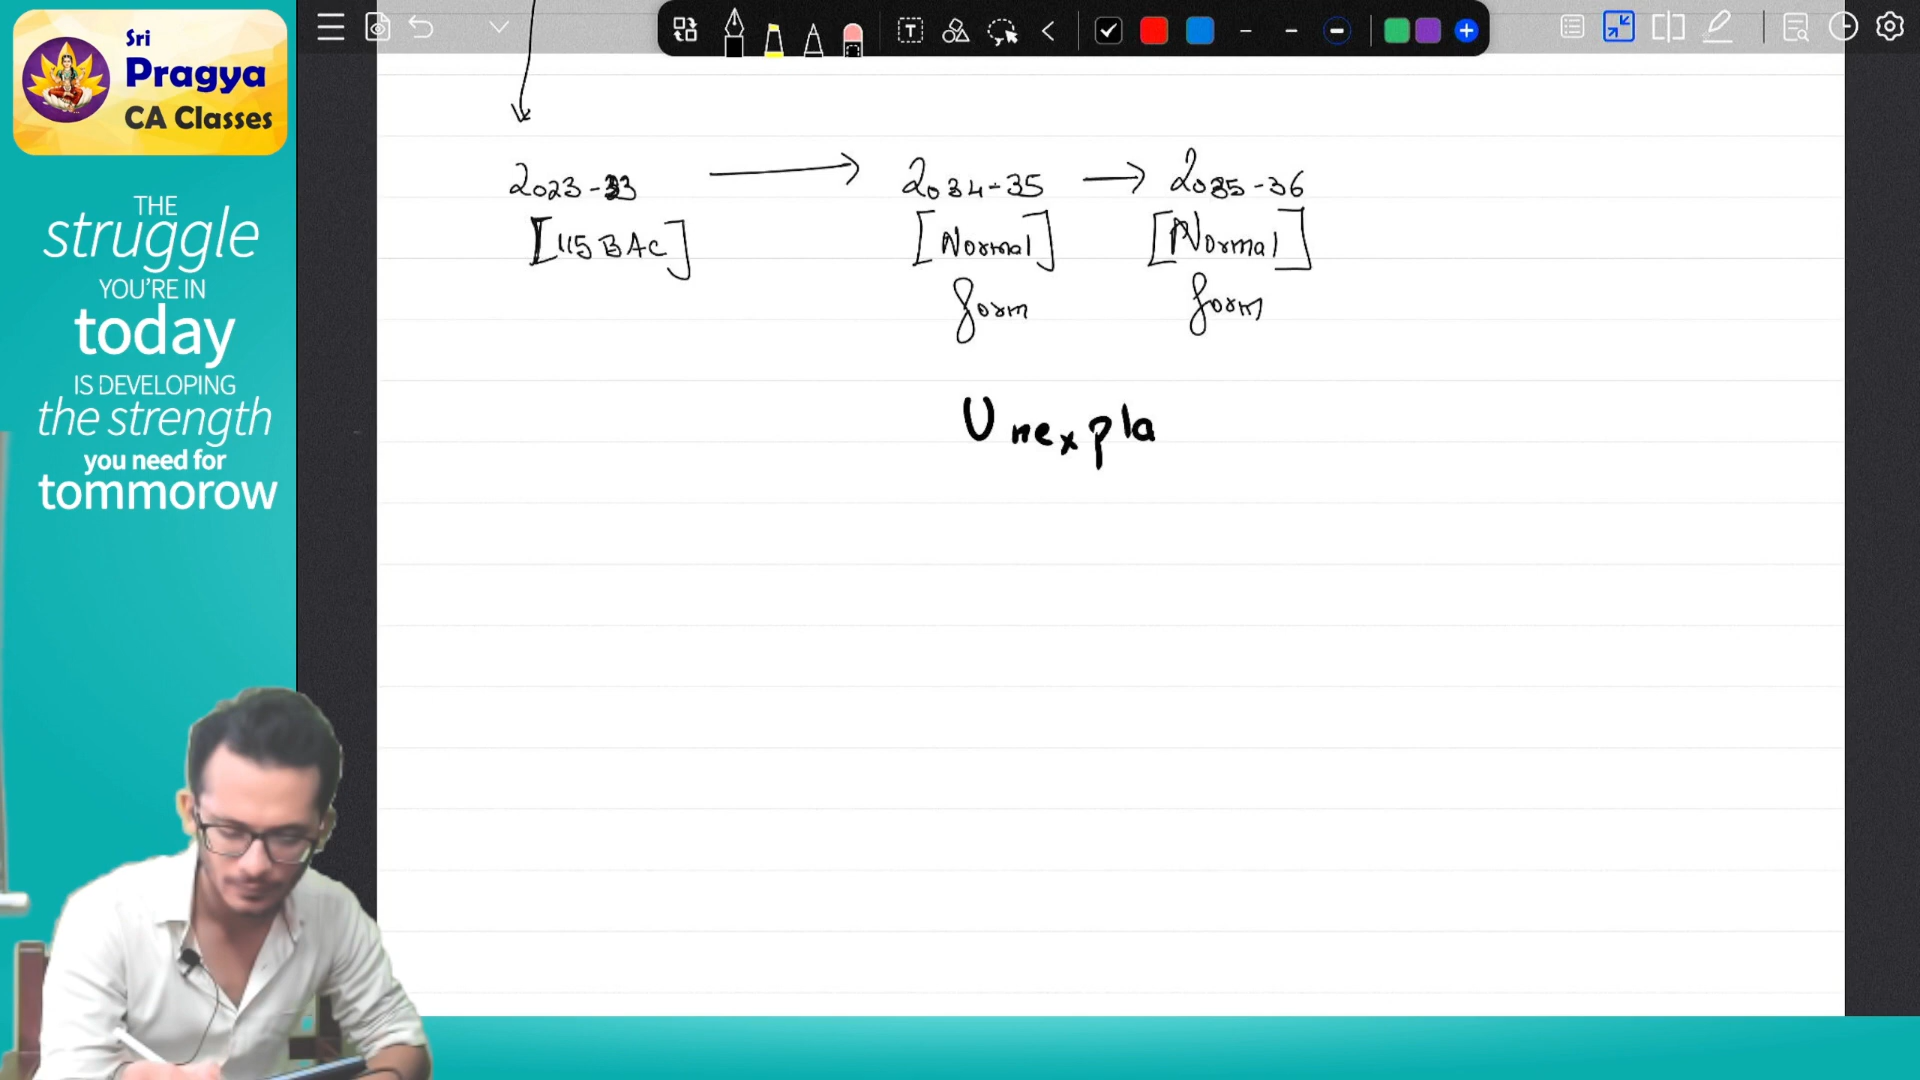 Sri
Pragya
CA Classes
THE
struggle
YOU'RE IN
today
IS DEVELOPING
the strength
you need for
tommorow
2023-33 → 2034-35 → 2035-36
[115BAC] [Normal] [Normal]
form form
Unexpla